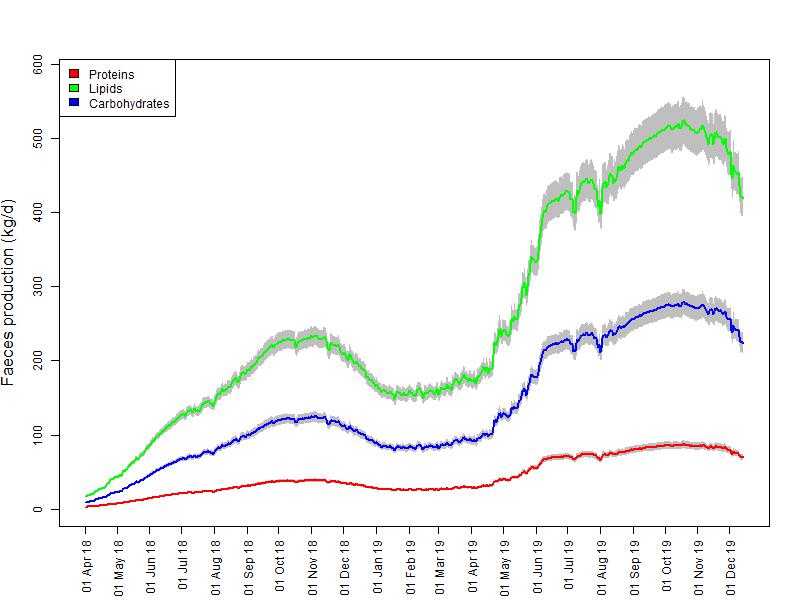 Proteins
Lipids
Carbohydrates
Faeces production (kg/d)
600
500
400
300
200
100
0
01 Apr 18
01 May 18
01 Jun 18
01 Jul 18
01 Aug 18
01 Sep 18
01 Oct 18
01 Nov 18
01 Dec 18
01 Jan 19
01 Feb 19
01 Mar 19
01 Apr 19
01 May 19
01 Jun 19
01 Jul 19
01 Aug 19
01 Sep 19
01 Oct 19
01 Nov 19
01 Dec 19